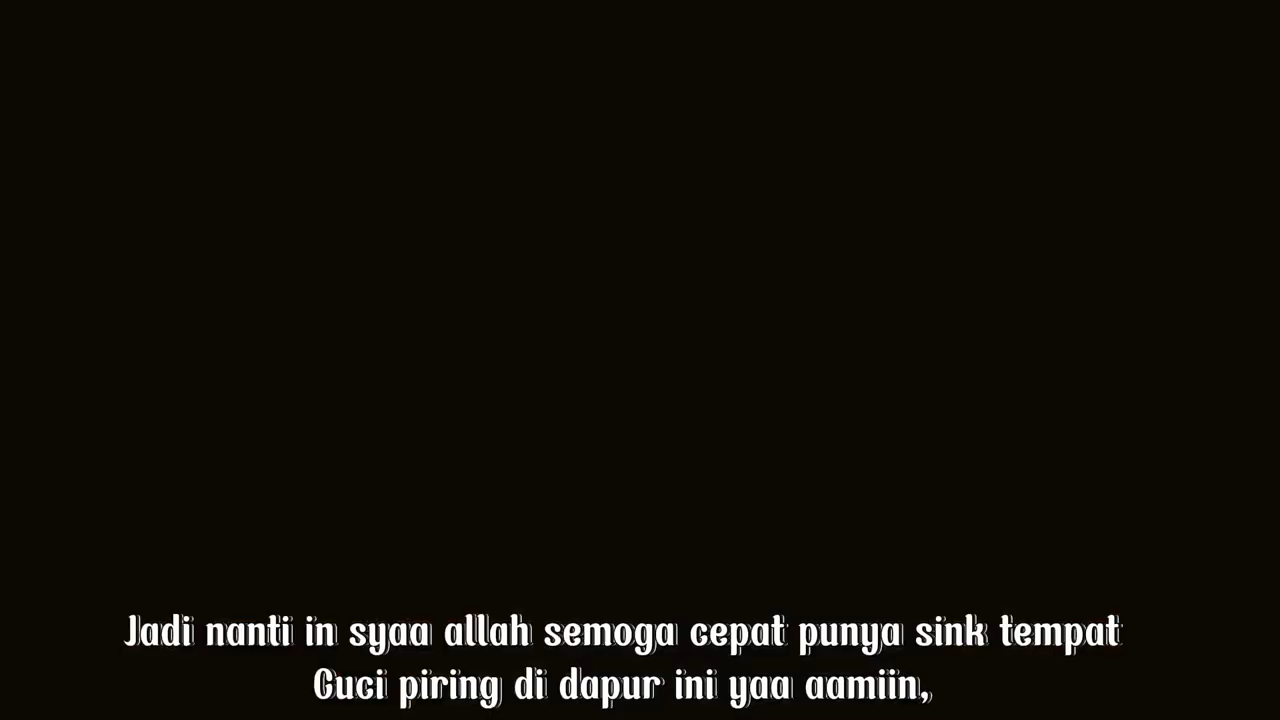 Jadi nanti in syaa allah semoga cepat punya sink tempat
Cuci piring di dapur ini yaa aamiin,